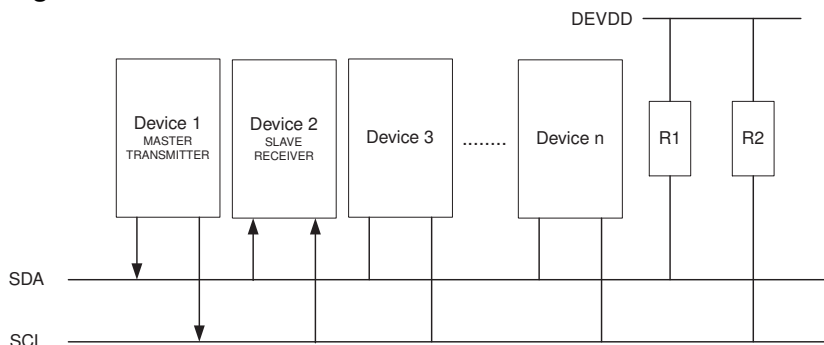 DEVDD
Device 1
MASTER
TRANSMITTER
Device 2
SLAVE
RECEIVER
Device 3
........
Device n
R1
R2
SDA
SCL